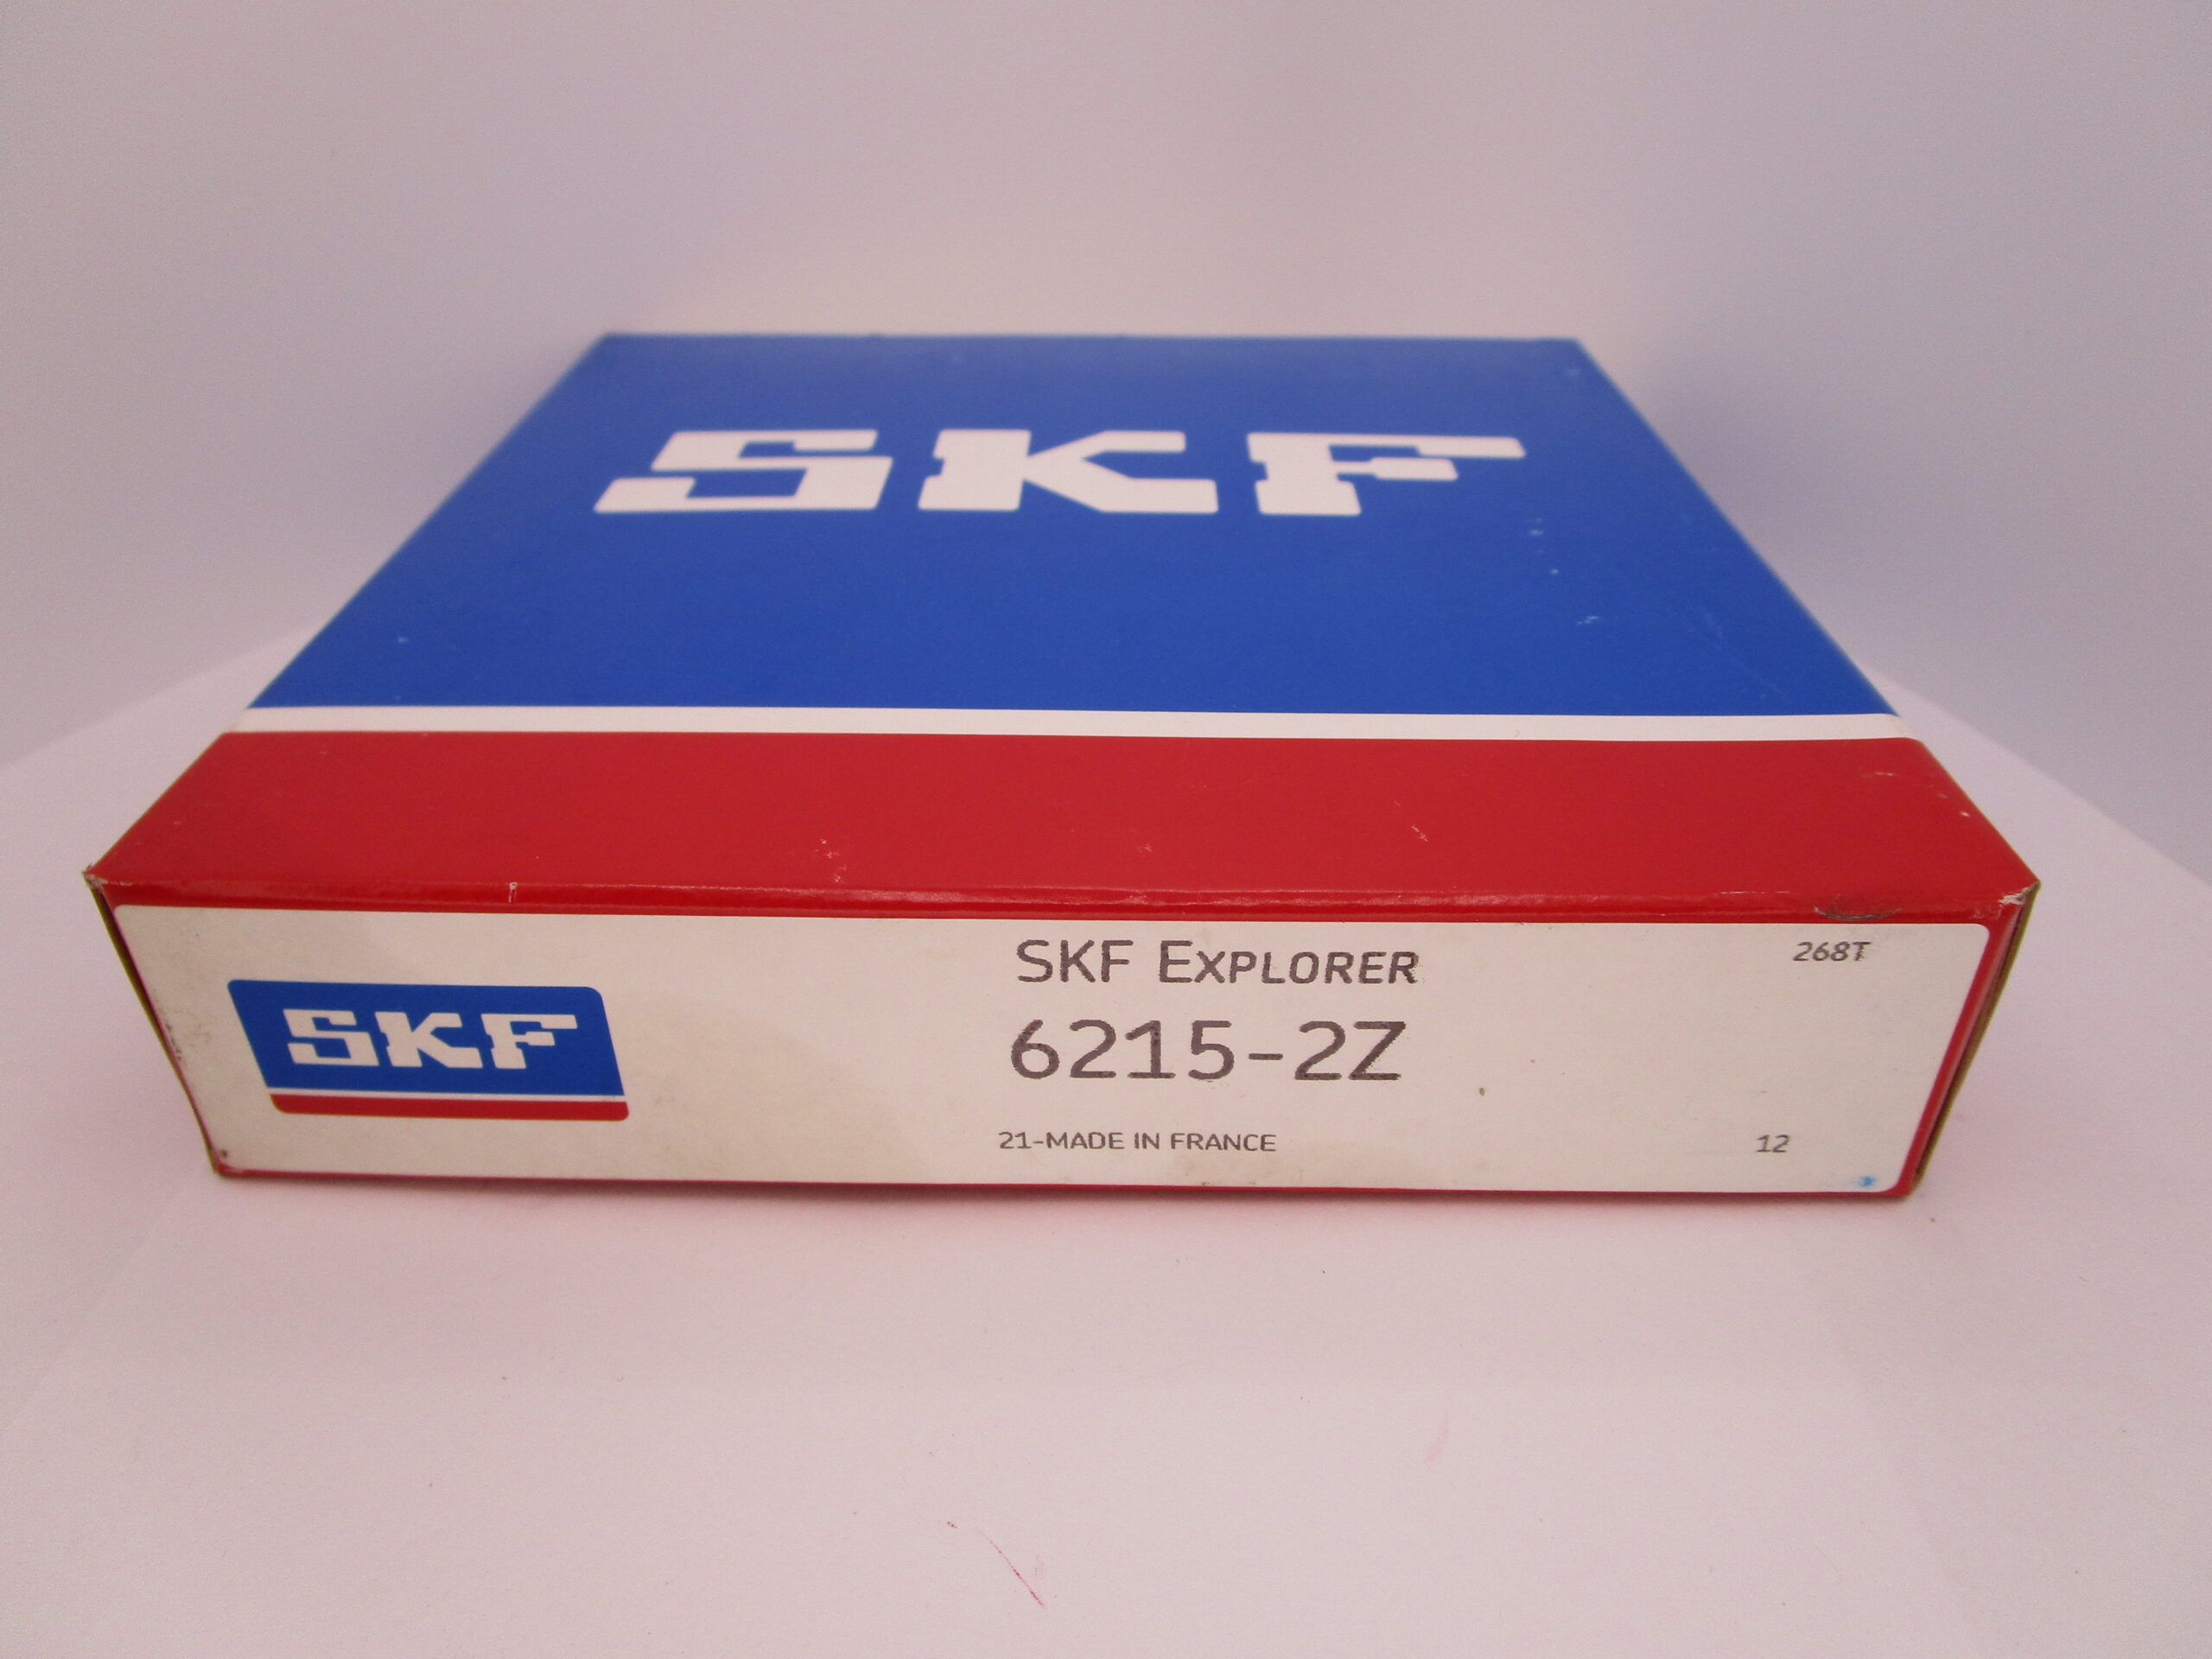 SKF
SKF EXPLORER
268T
SKF
6215-2Z
21-MADE IN FRANCE
12